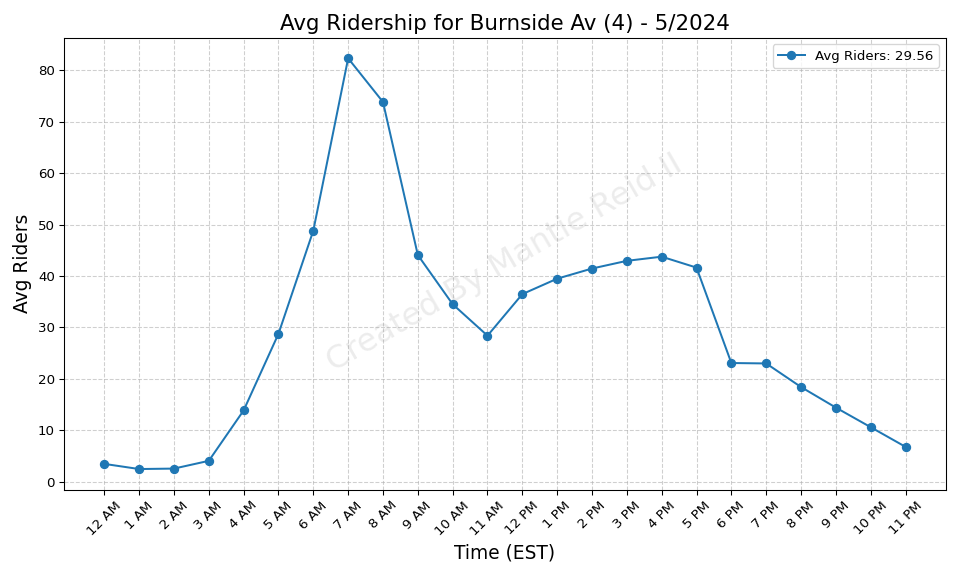 Avg Ridership for Burnside Av (4) - 5/2024
Avg Riders: 29.56
Avg Riders
80
70
60
50
40
30
20
10
0
Created By Mantie Reid II
12 AM
1 AM
2 AM
3 AM
4 AM
5 AM
6 AM
7 AM
8 AM
9 AM
10 AM
11 AM
12 PM
1 PM
2 PM
3 PM
4 PM
5 PM
6 PM
7 PM
8 PM
9 PM
10 PM
11 PM
Time (EST)